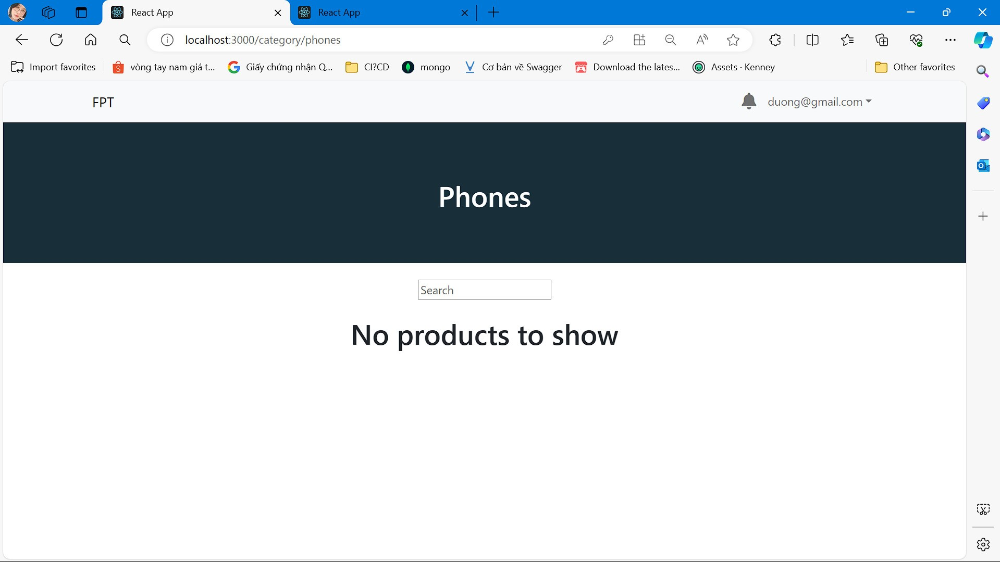 React App
React App
localhost:3000/category/phones
Import favorites
vòng tay nam giá t...
Giấy chứng nhận Q...
CI?CD
mongo
Cơ bản về Swagger
Download the lates...
Assets · Kenney
Other favorites
FPT
duong@gmail.com
Phones
Search
No products to show